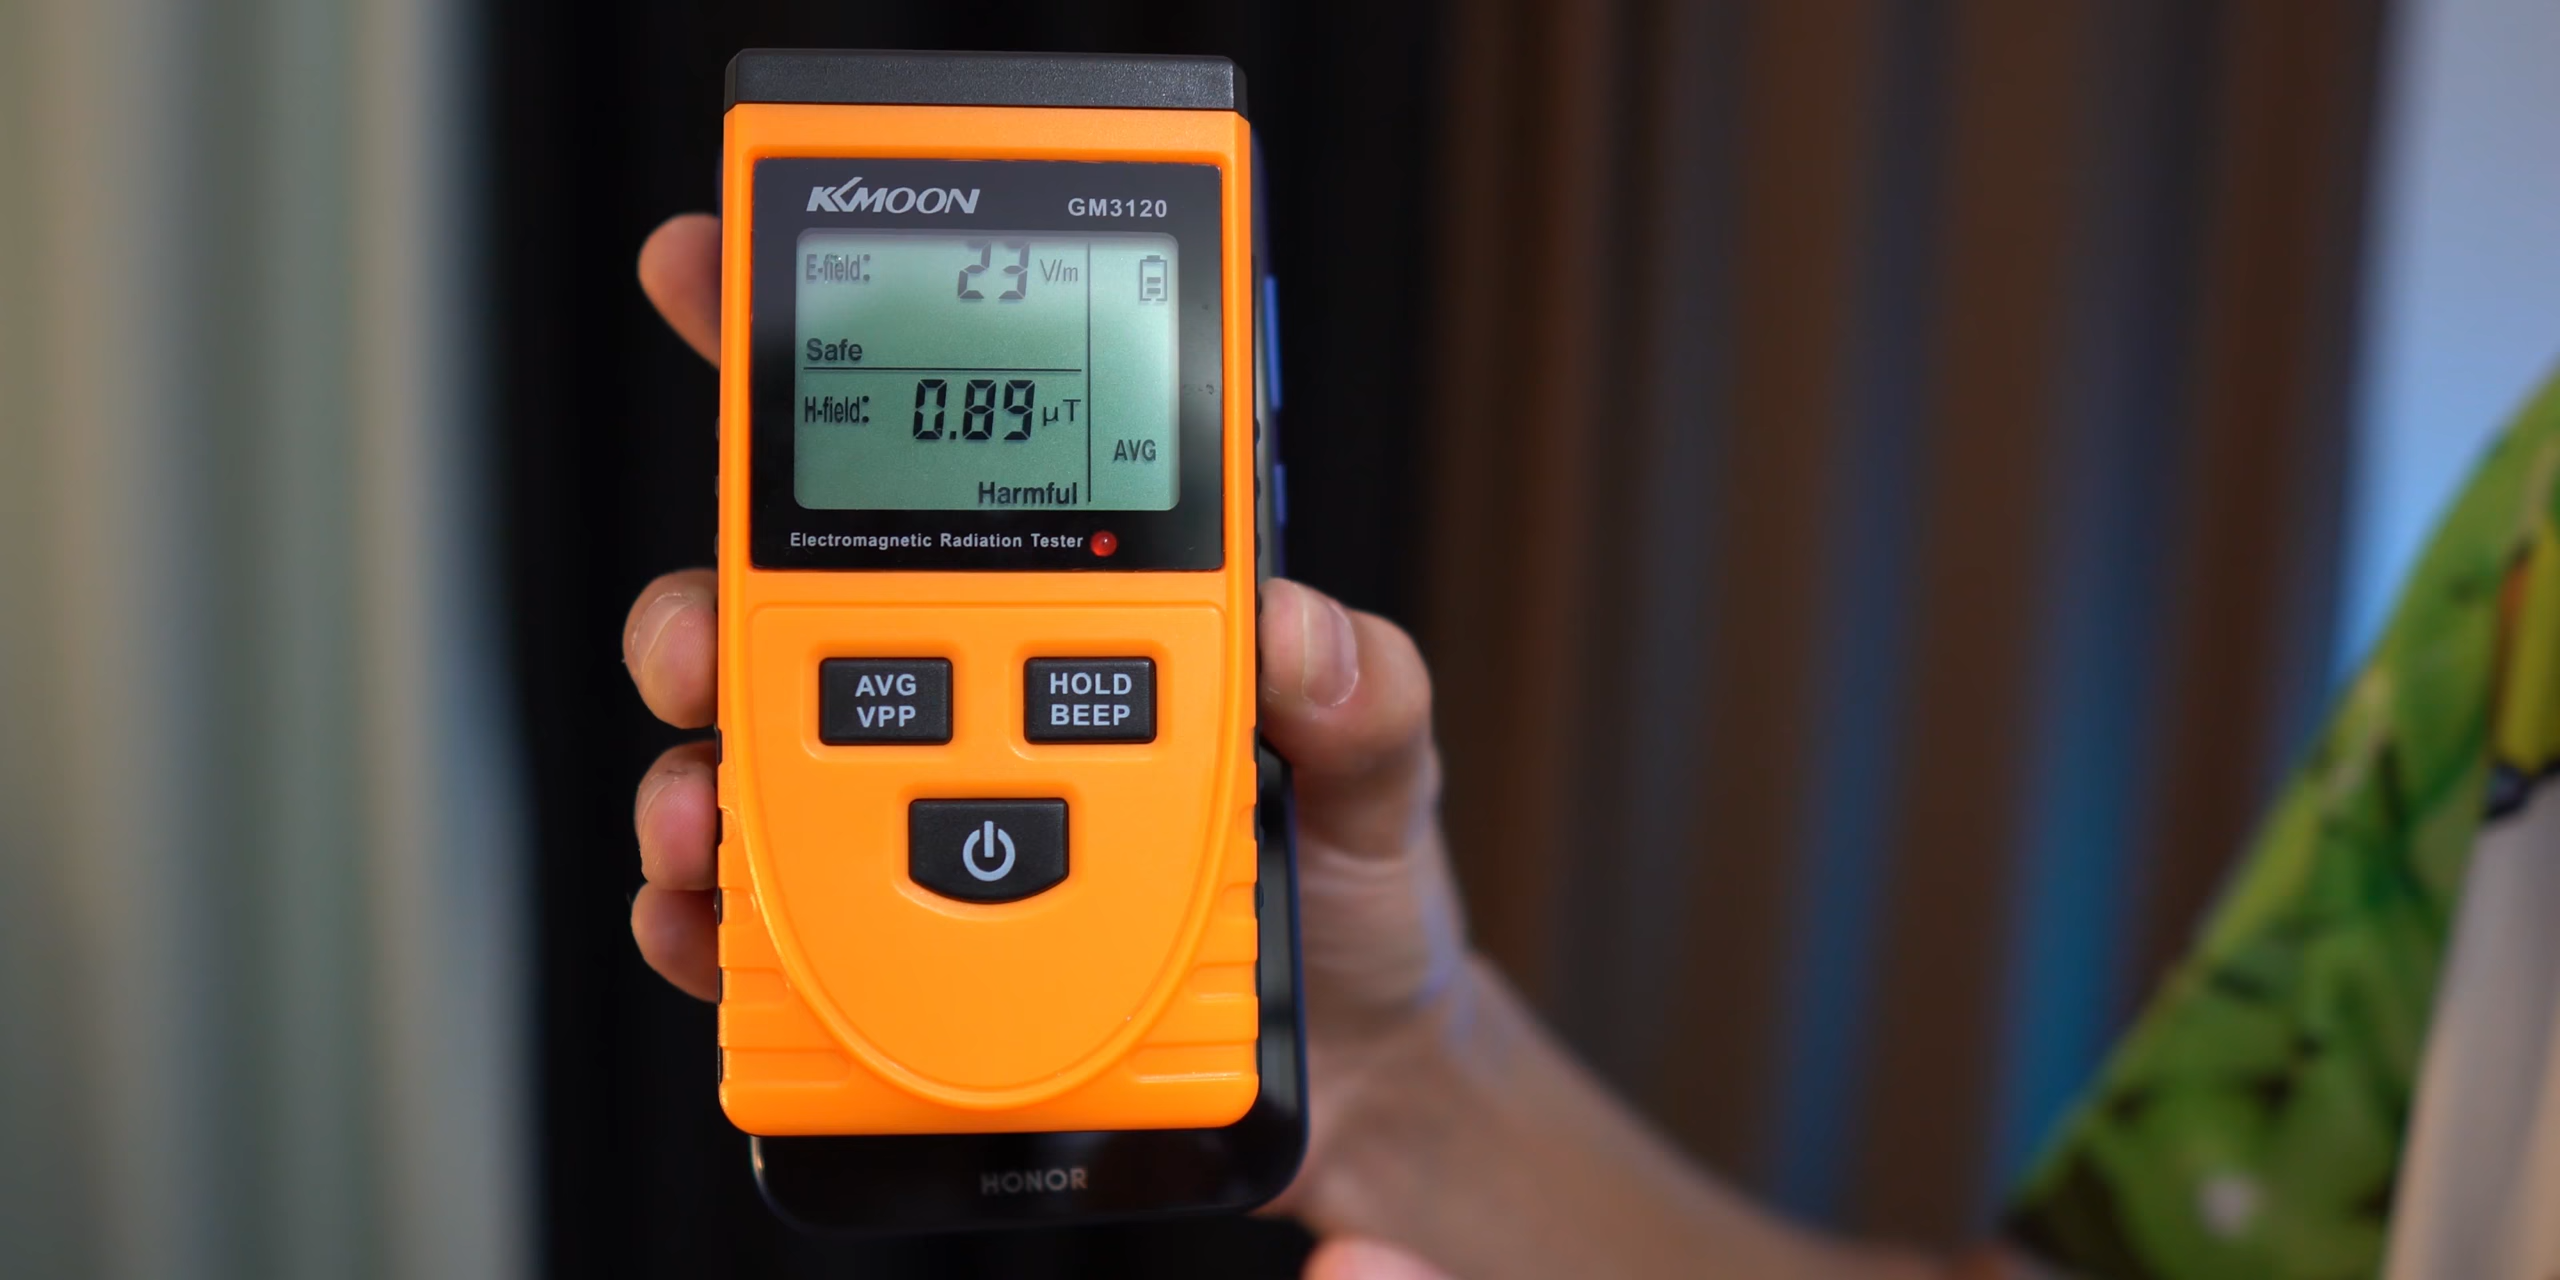 KKMOON GM3120
E-field: 23 V/m
Safe
H-field: 0.89 μT
AVG
Harmful
Electromagnetic Radiation Tester
AVG HOLD
VPP BEEP
HONOR